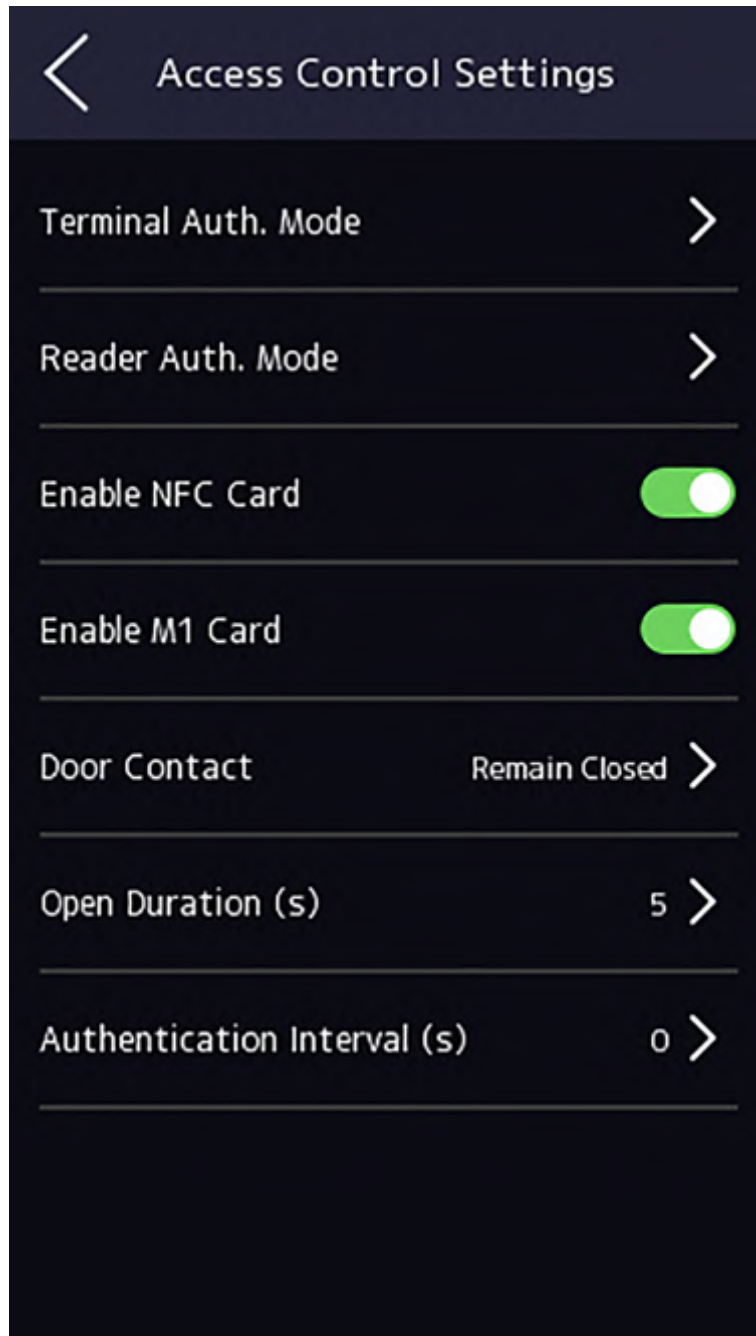 Access Control Settings
Terminal Auth. Mode
Reader Auth. Mode
Enable NFC Card
Enable M1 Card
Door Contact Remain Closed
Open Duration (s) 5
Authentication Interval (s) 0